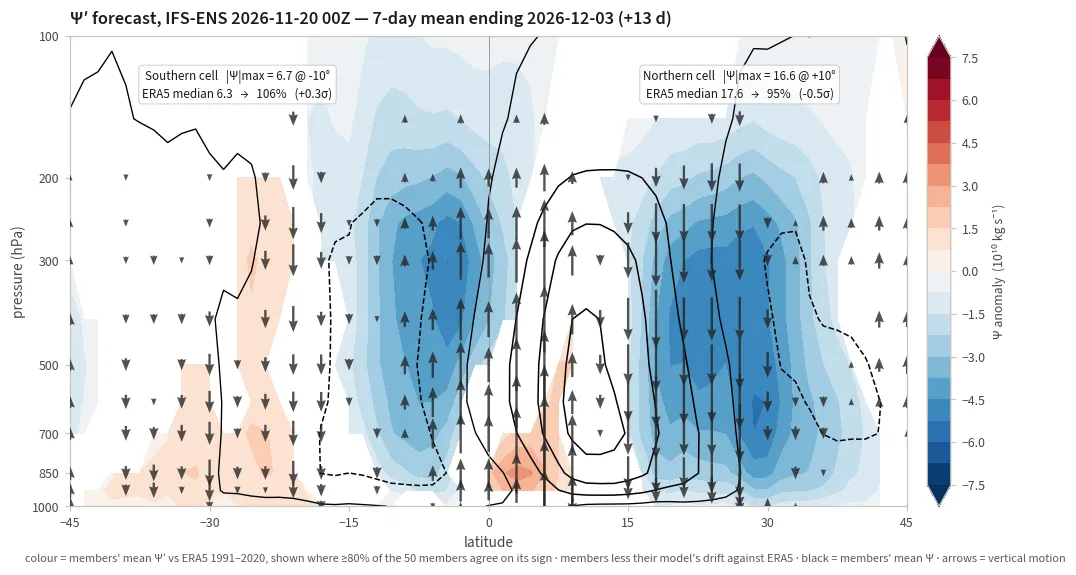 Ψ′ forecast, IFS-ENS 2026-11-20 00Z — 7-day mean ending 2026-12-03 (+13 d)
Southern cell |Ψ|max = 6.7 @ -10°
ERA5 median 6.3 → 106% (+0.3σ)
Northern cell |Ψ|max = 16.6 @ +10°
ERA5 median 17.6 → 95% (-0.5σ)
pressure (hPa)
100
200
300
400
500
700
850
1000
−45
−30
−15
0
15
30
45
latitude
7.5
6.0
4.5
3.0
1.5
0.0
−1.5
−3.0
−4.5
−6.0
−7.5
Ψ anomaly (10¹⁰ kg s⁻¹)
colour = members' mean Ψ′ vs ERA5 1991–2020, shown where ≥80% of the 50 members agree on its sign · members less their model's drift against ERA5 · black = members' mean Ψ · arrows = vertical motion